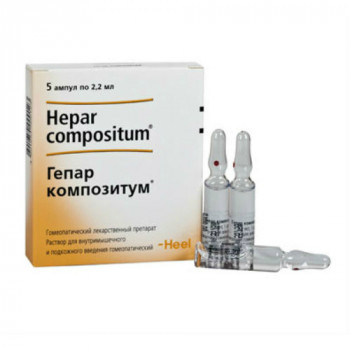 5 ампул по 2,2 мл
Hepar
compositum®
Гепар
композитум®
Гомеопатический лекарственный препарат
Раствор для внутримышечного
и подкожного введения гомеопатический
-Heel